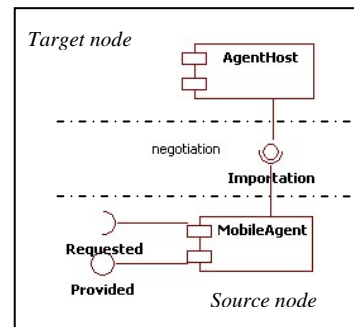 Target node
AgentHost
negotiation
Importation
MobileAgent
Requested
Provided
Source node